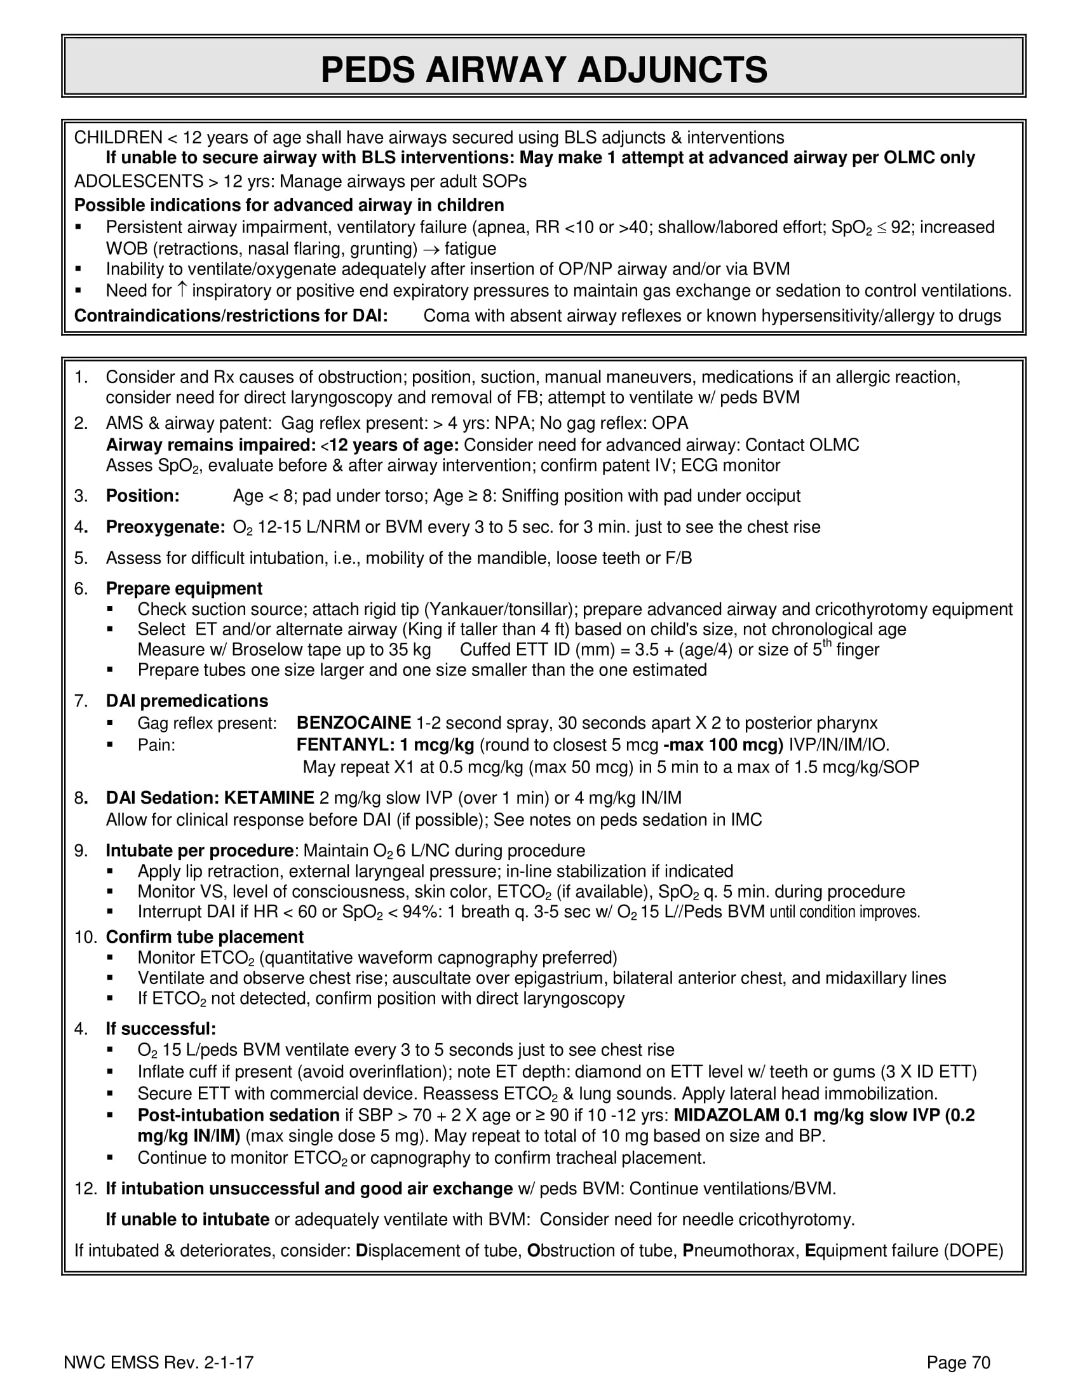 PEDS AIRWAY ADJUNCTS
CHILDREN < 12 years of age shall have airways secured using BLS adjuncts & interventions
If unable to secure airway with BLS interventions: May make 1 attempt at advanced airway per OLMC only
ADOLESCENTS > 12 yrs: Manage airways per adult SOPs
Possible indications for advanced airway in children
▪ Persistent airway impairment, ventilatory failure (apnea, RR <10 or >40; shallow/labored effort; SpO2 ≤ 92; increased
WOB (retractions, nasal flaring, grunting) → fatigue
▪ Inability to ventilate/oxygenate adequately after insertion of OP/NP airway and/or via BVM
▪ Need for ↑ inspiratory or positive end expiratory pressures to maintain gas exchange or sedation to control ventilations.
Contraindications/restrictions for DAI: Coma with absent airway reflexes or known hypersensitivity/allergy to drugs
1. Consider and Rx causes of obstruction; position, suction, manual maneuvers, medications if an allergic reaction,
consider need for direct laryngoscopy and removal of FB; attempt to ventilate w/ peds BVM
2. AMS & airway patent: Gag reflex present: > 4 yrs: NPA; No gag reflex: OPA
Airway remains impaired: <12 years of age: Consider need for advanced airway: Contact OLMC
Asses SpO2, evaluate before & after airway intervention; confirm patent IV; ECG monitor
3. Position: Age < 8; pad under torso; Age ≥ 8: Sniffing position with pad under occiput
4. Preoxygenate: O2 12-15 L/NRM or BVM every 3 to 5 sec. for 3 min. just to see the chest rise
5. Assess for difficult intubation, i.e., mobility of the mandible, loose teeth or F/B
6. Prepare equipment
▪ Check suction source; attach rigid tip (Yankauer/tonsillar); prepare advanced airway and cricothyrotomy equipment
▪ Select ET and/or alternate airway (King if taller than 4 ft) based on child's size, not chronological age
Measure w/ Broselow tape up to 35 kg Cuffed ETT ID (mm) = 3.5 + (age/4) or size of 5th finger
▪ Prepare tubes one size larger and one size smaller than the one estimated
7. DAI premedications
▪ Gag reflex present: BENZOCAINE 1-2 second spray, 30 seconds apart X 2 to posterior pharynx
▪ Pain: FENTANYL: 1 mcg/kg (round to closest 5 mcg -max 100 mcg) IVP/IN/IM/IO.
May repeat X1 at 0.5 mcg/kg (max 50 mcg) in 5 min to a max of 1.5 mcg/kg/SOP
8. DAI Sedation: KETAMINE 2 mg/kg slow IVP (over 1 min) or 4 mg/kg IN/IM
Allow for clinical response before DAI (if possible); See notes on peds sedation in IMC
9. Intubate per procedure: Maintain O2 6 L/NC during procedure
▪ Apply lip retraction, external laryngeal pressure; in-line stabilization if indicated
▪ Monitor VS, level of consciousness, skin color, ETCO2 (if available), SpO2 q. 5 min. during procedure
▪ Interrupt DAI if HR < 60 or SpO2 < 94%: 1 breath q. 3-5 sec w/ O2 15 L//Peds BVM until condition improves.
10. Confirm tube placement
▪ Monitor ETCO2 (quantitative waveform capnography preferred)
▪ Ventilate and observe chest rise; auscultate over epigastrium, bilateral anterior chest, and midaxillary lines
▪ If ETCO2 not detected, confirm position with direct laryngoscopy
4. If successful:
▪ O2 15 L/peds BVM ventilate every 3 to 5 seconds just to see chest rise
▪ Inflate cuff if present (avoid overinflation); note ET depth: diamond on ETT level w/ teeth or gums (3 X ID ETT)
▪ Secure ETT with commercial device. Reassess ETCO2 & lung sounds. Apply lateral head immobilization.
▪ Post-intubation sedation if SBP > 70 + 2 X age or ≥ 90 if 10 -12 yrs: MIDAZOLAM 0.1 mg/kg slow IVP (0.2
mg/kg IN/IM) (max single dose 5 mg). May repeat to total of 10 mg based on size and BP.
▪ Continue to monitor ETCO2 or capnography to confirm tracheal placement.
12. If intubation unsuccessful and good air exchange w/ peds BVM: Continue ventilations/BVM.
If unable to intubate or adequately ventilate with BVM: Consider need for needle cricothyrotomy.
If intubated & deteriorates, consider: Displacement of tube, Obstruction of tube, Pneumothorax, Equipment failure (DOPE)
NWC EMSS Rev. 2-1-17 Page 70